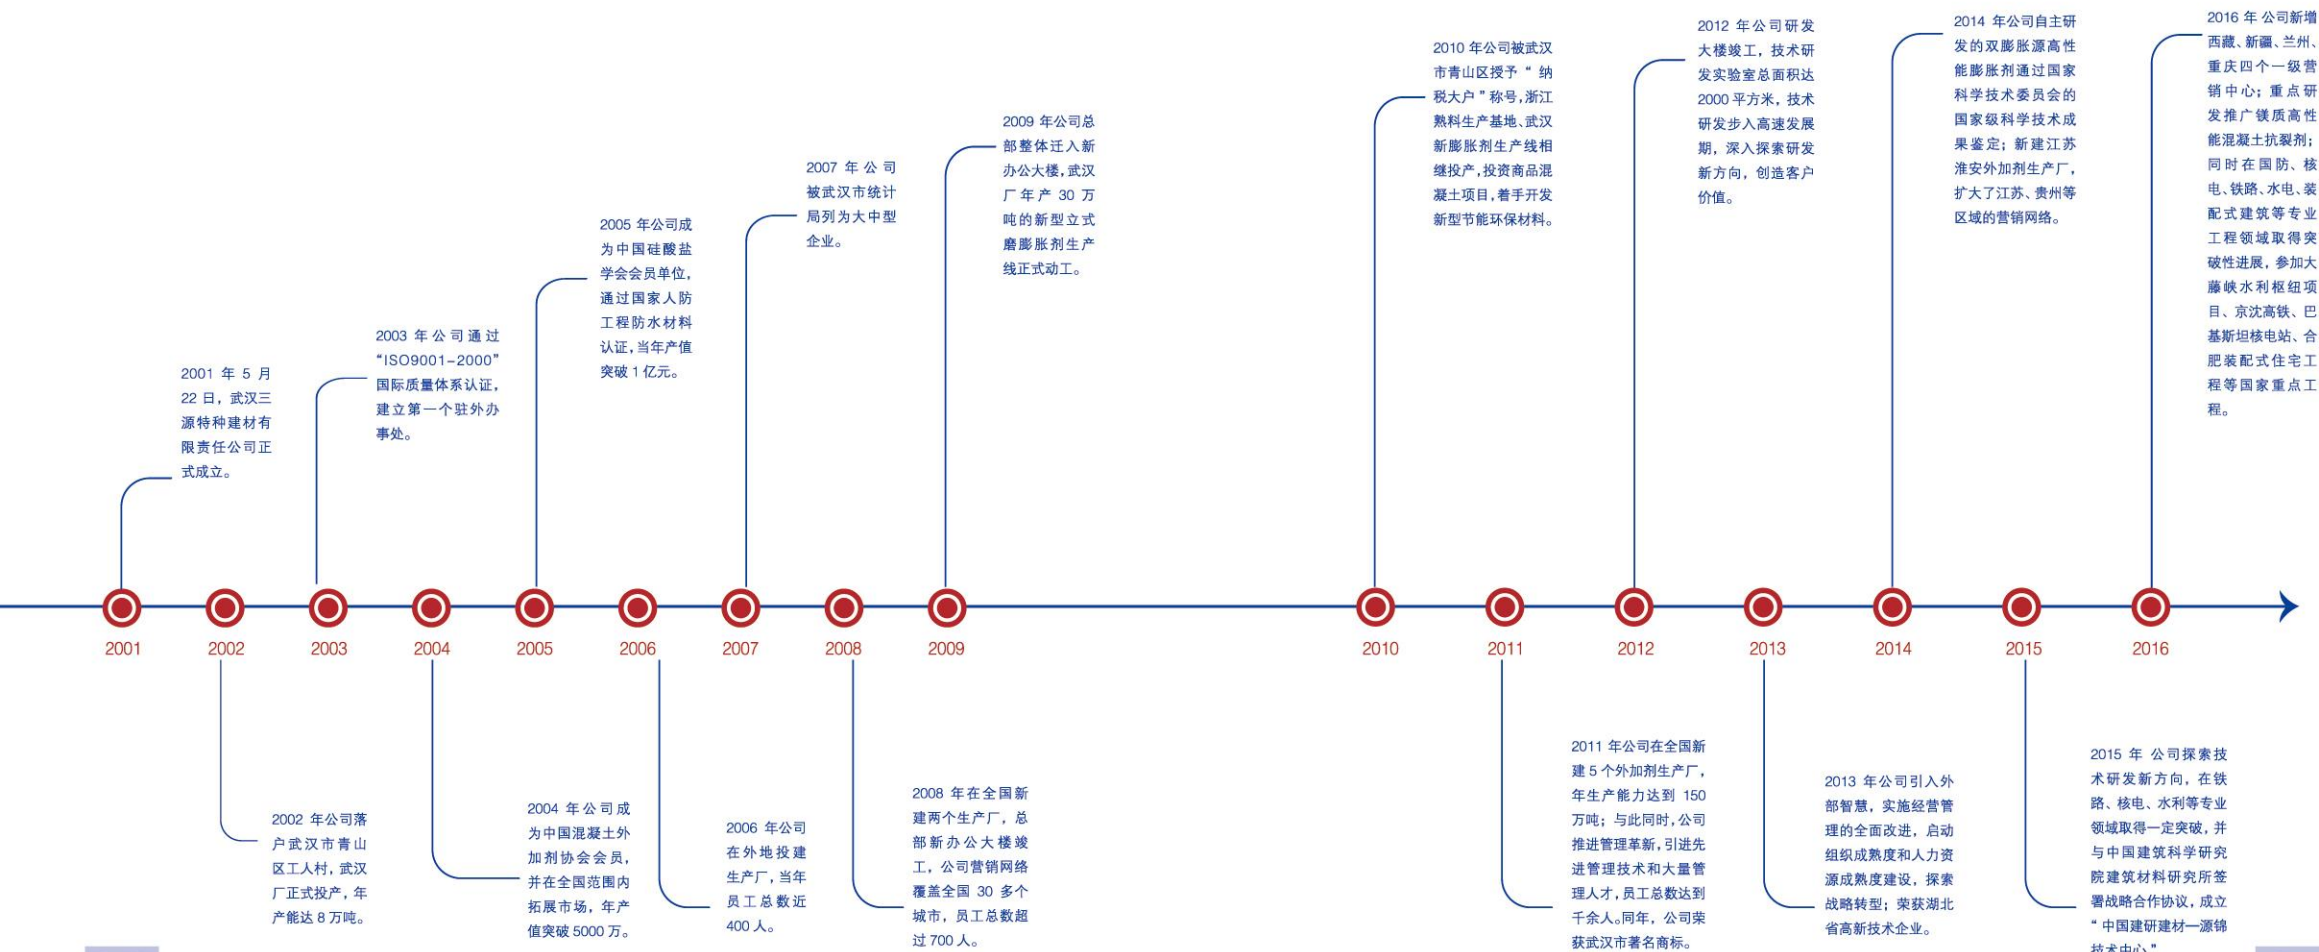 2001 年 5 月
22 日，武汉三
源特种建材有
限责任公司正
式成立。
2003 年公司通过
“ISO9001-2000”
国际质量体系认证，
建立第一个驻外办
事处。
2005 年公司成
为中国硅酸盐
学会会员单位，
通过国家人防
工程防水材料
认证，当年产值
突破 1 亿元。
2007 年公司
被武汉市统计
局列为大中型
企业。
2009 年公司总
部整体迁入新
办公大楼，武汉
厂年产 30 万
吨的新型立式
磨膨胀剂生产
线正式动工。
2010 年公司被武汉
市青山区授予“ 纳
税大户 ”称号，浙江
熟料生产基地、武汉
新膨胀剂生产线相
继投产，投资商品混
凝土项目，着手开发
新型节能环保材料。
2012 年公司研发
大楼竣工，技术研
发实验室总面积达
2000 平方米，技术
研发步入高速发展
期，深入探索研发
新方向，创造客户
价值。
2014 年公司自主研
发的双膨胀源高性
能膨胀剂通过国家
科学技术委员会的
国家级科学技术成
果鉴定；新建江苏
淮安外加剂生产厂，
扩大了江苏、贵州等
区域的营销网络。
2016 年 公司新增
西藏、新疆、兰州、
重庆四个一级营
销中心；重点研
发推广镁质高性
能混凝土抗裂剂；
同时在国防、核
电、铁路、水电、装
配式建筑等专业
工程领域取得突
破性进展，参加大
藤峡水利枢纽项
目、京沈高铁、巴
基斯坦核电站、合
肥装配式住宅工
程等国家重点工
程。
2001
2002
2003
2004
2005
2006
2007
2008
2009
2010
2011
2012
2013
2014
2015
2016
2002 年公司落
户武汉市青山
区工人村，武汉
厂正式投产，年
产能达 8 万吨。
2004 年公司成
为中国混凝土外
加剂协会会员，
并在全国范围内
拓展市场，年产
值突破 5000 万。
2006 年公司
在外地投建
生产厂，当年
员工总数近
400 人。
2008 年在全国新
建两个生产厂，总
部新办公大楼竣
工，公司营销网络
覆盖全国 30 多个
城市，员工总数超
过 700 人。
2011 年公司在全国新
建 5 个外加剂生产厂，
年生产能力达到 150
万吨；与此同时，公司
推进管理革新，引进先
进管理技术和大量管
理人才，员工总数达到
千余人。同年，公司荣
获武汉市著名商标。
2013 年公司引入外
部智慧，实施经营管
理的全面改进，启动
组织成熟度和人力资
源成熟度建设，探索
战略转型；荣获湖北
省高新技术企业。
2015 年 公司探索技
术研发新方向，在铁
路、核电、水利等专业
领域取得一定突破，并
与中国建筑科学研究
院建筑材料研究所签
署战略合作协议，成立
“ 中国建研建材—源锦
技术中心”